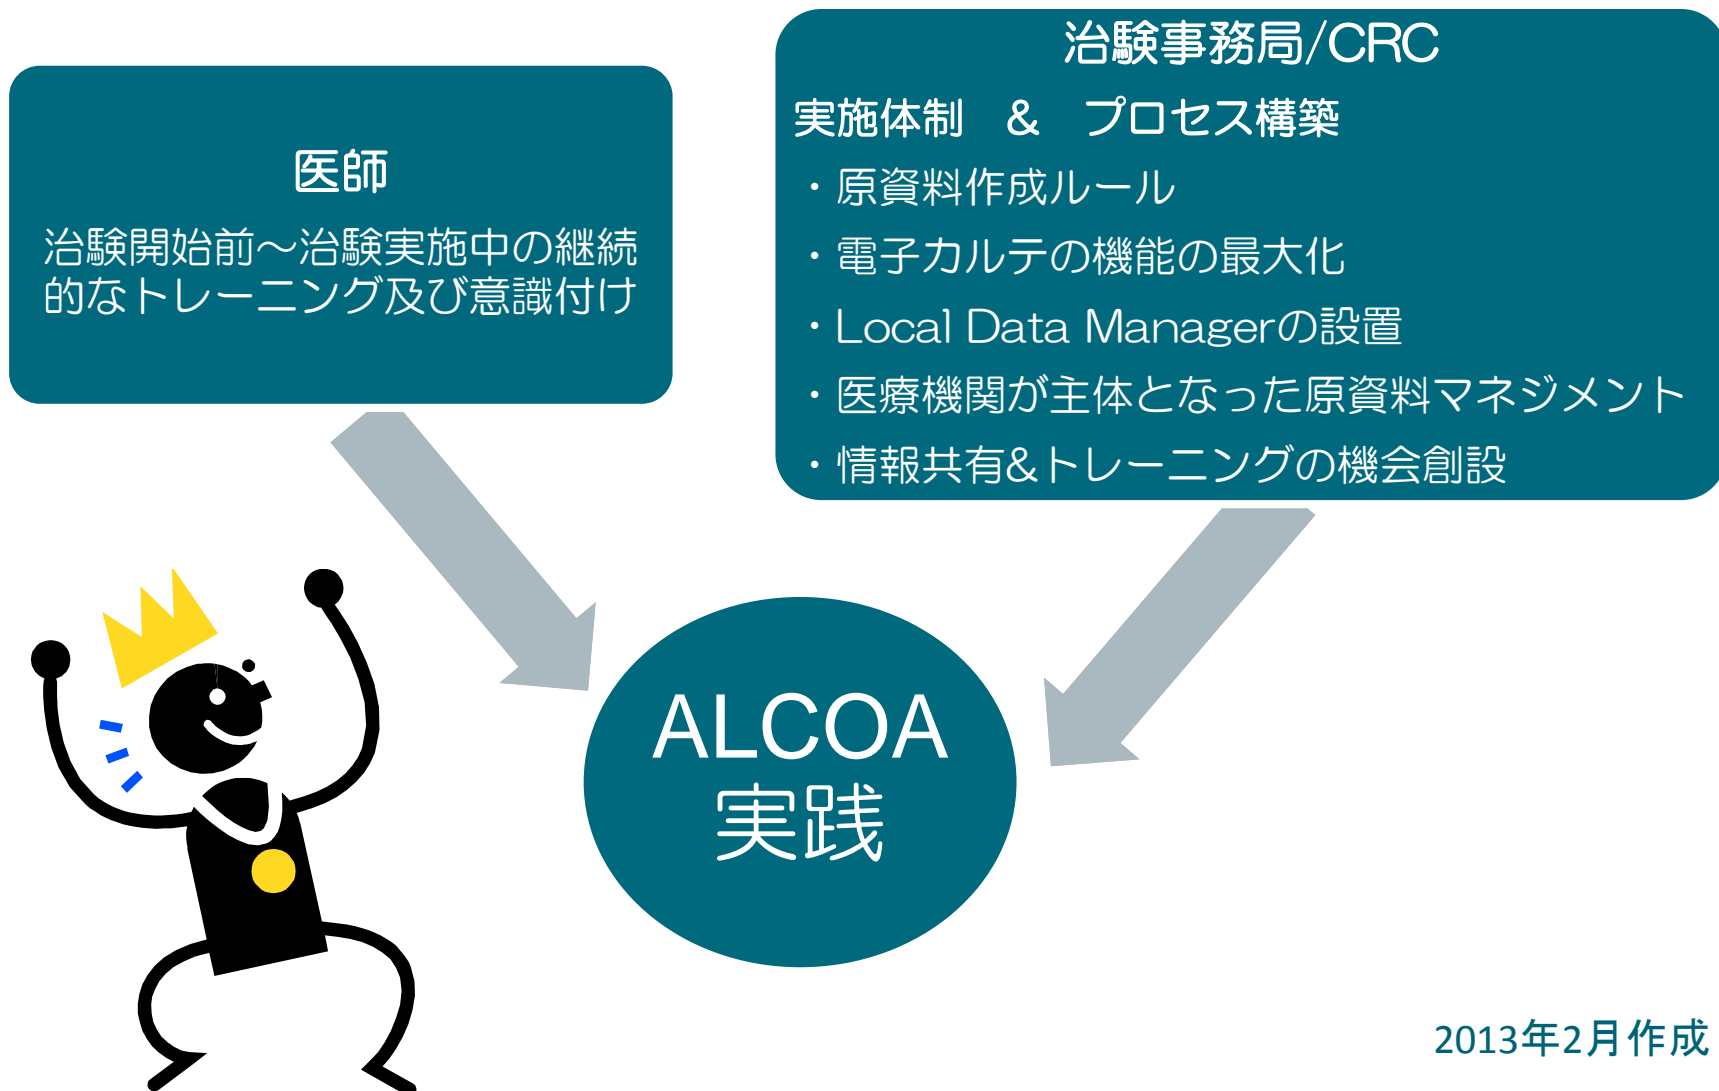 医師
治験開始前～治験実施中の継続
的なトレーニング及び意識付け
治験事務局/CRC
実施体制　&　プロセス構築
・原資料作成ルール
・電子カルテの機能の最大化
・Local Data Managerの設置
・医療機関が主体となった原資料マネジメント
・情報共有&トレーニングの機会創設
ALCOA
実践
2013年2月作成